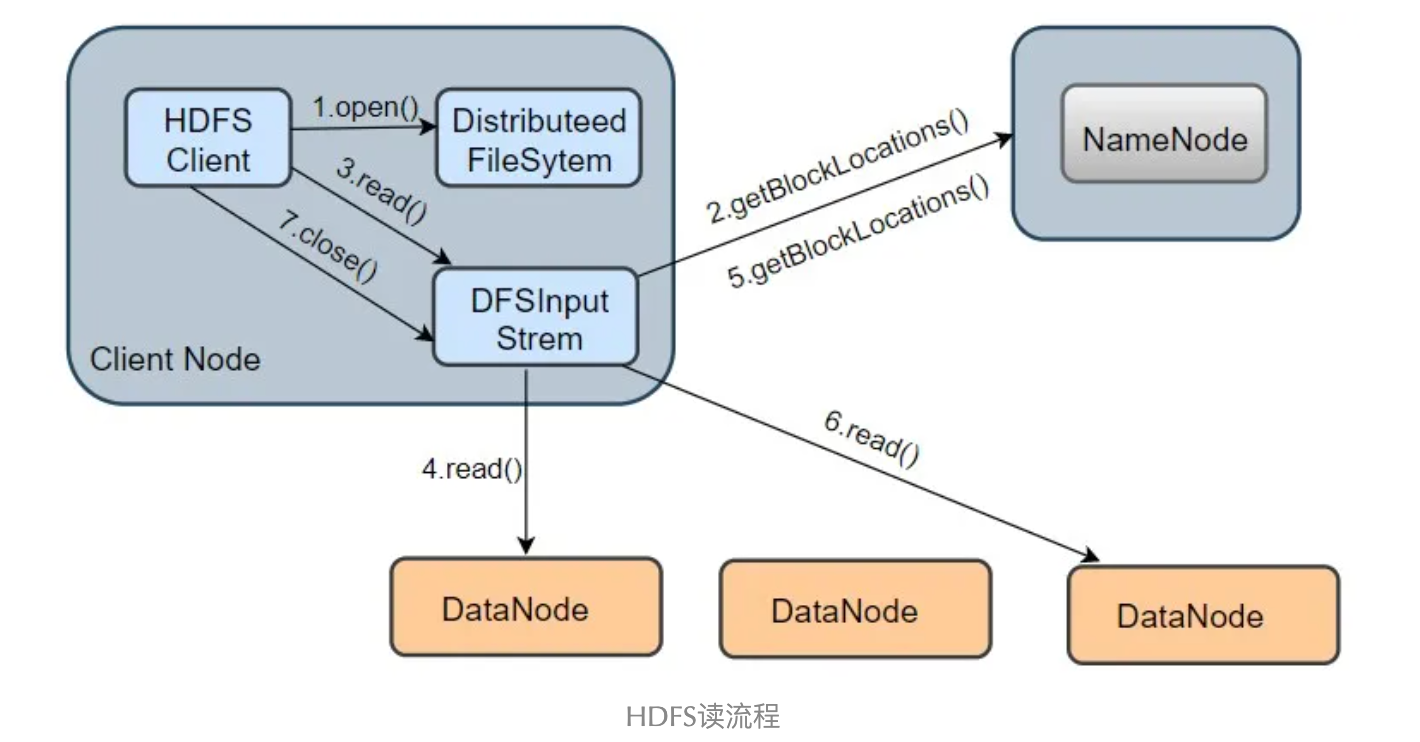 HDFS
Client
1.open()
Distributeed
FileSytem
2.getBlockLocations()
NameNode
3.read()
5.getBlockLocations()
7.close()
DFSInput
Strem
Client Node
4.read()
6.read()
DataNode
DataNode
DataNode
HDFS读流程